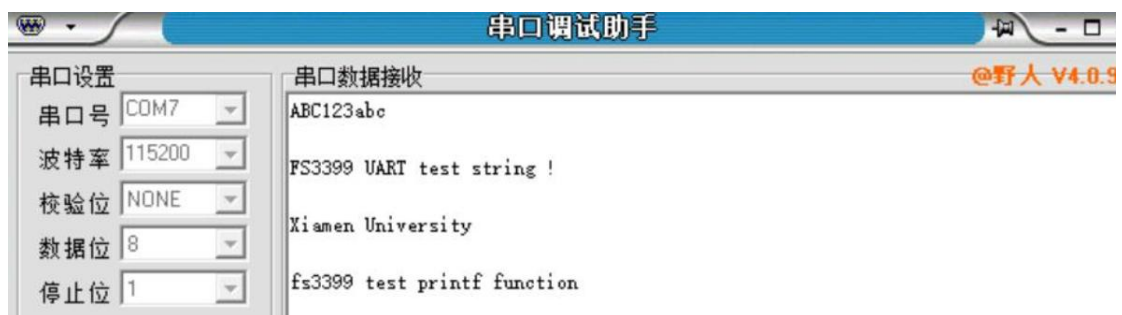 串口调试助手
串口设置
串口号 COM7
波特率 115200
校验位 NONE
数据位 8
停止位 1
串口数据接收
@野人 V4.0.9
ABC123abc
FS3399 UART test string !
Xiamen University
fs3399 test printf function